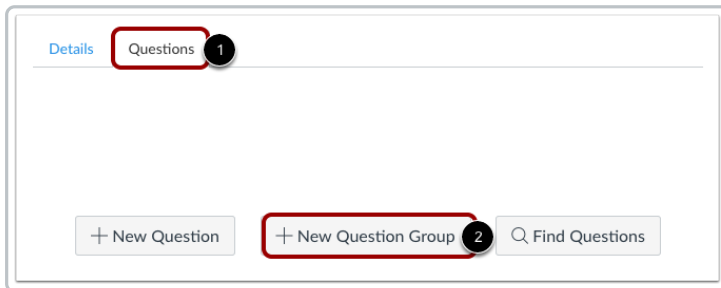 Details Questions 1
+ New Question + New Question Group 2 Find Questions